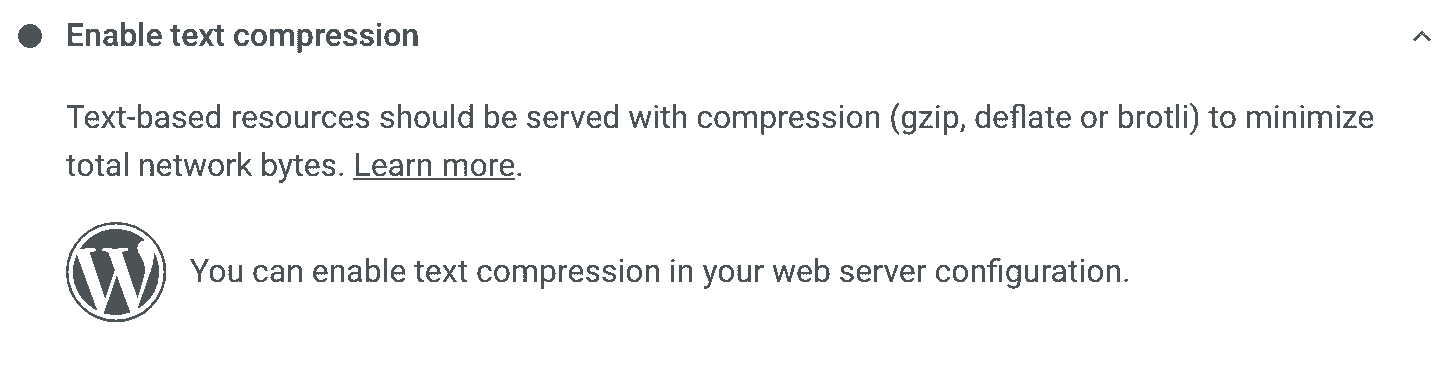 Enable text compression
Text-based resources should be served with compression (gzip, deflate or brotli) to minimize
total network bytes. Learn more.
You can enable text compression in your web server configuration.